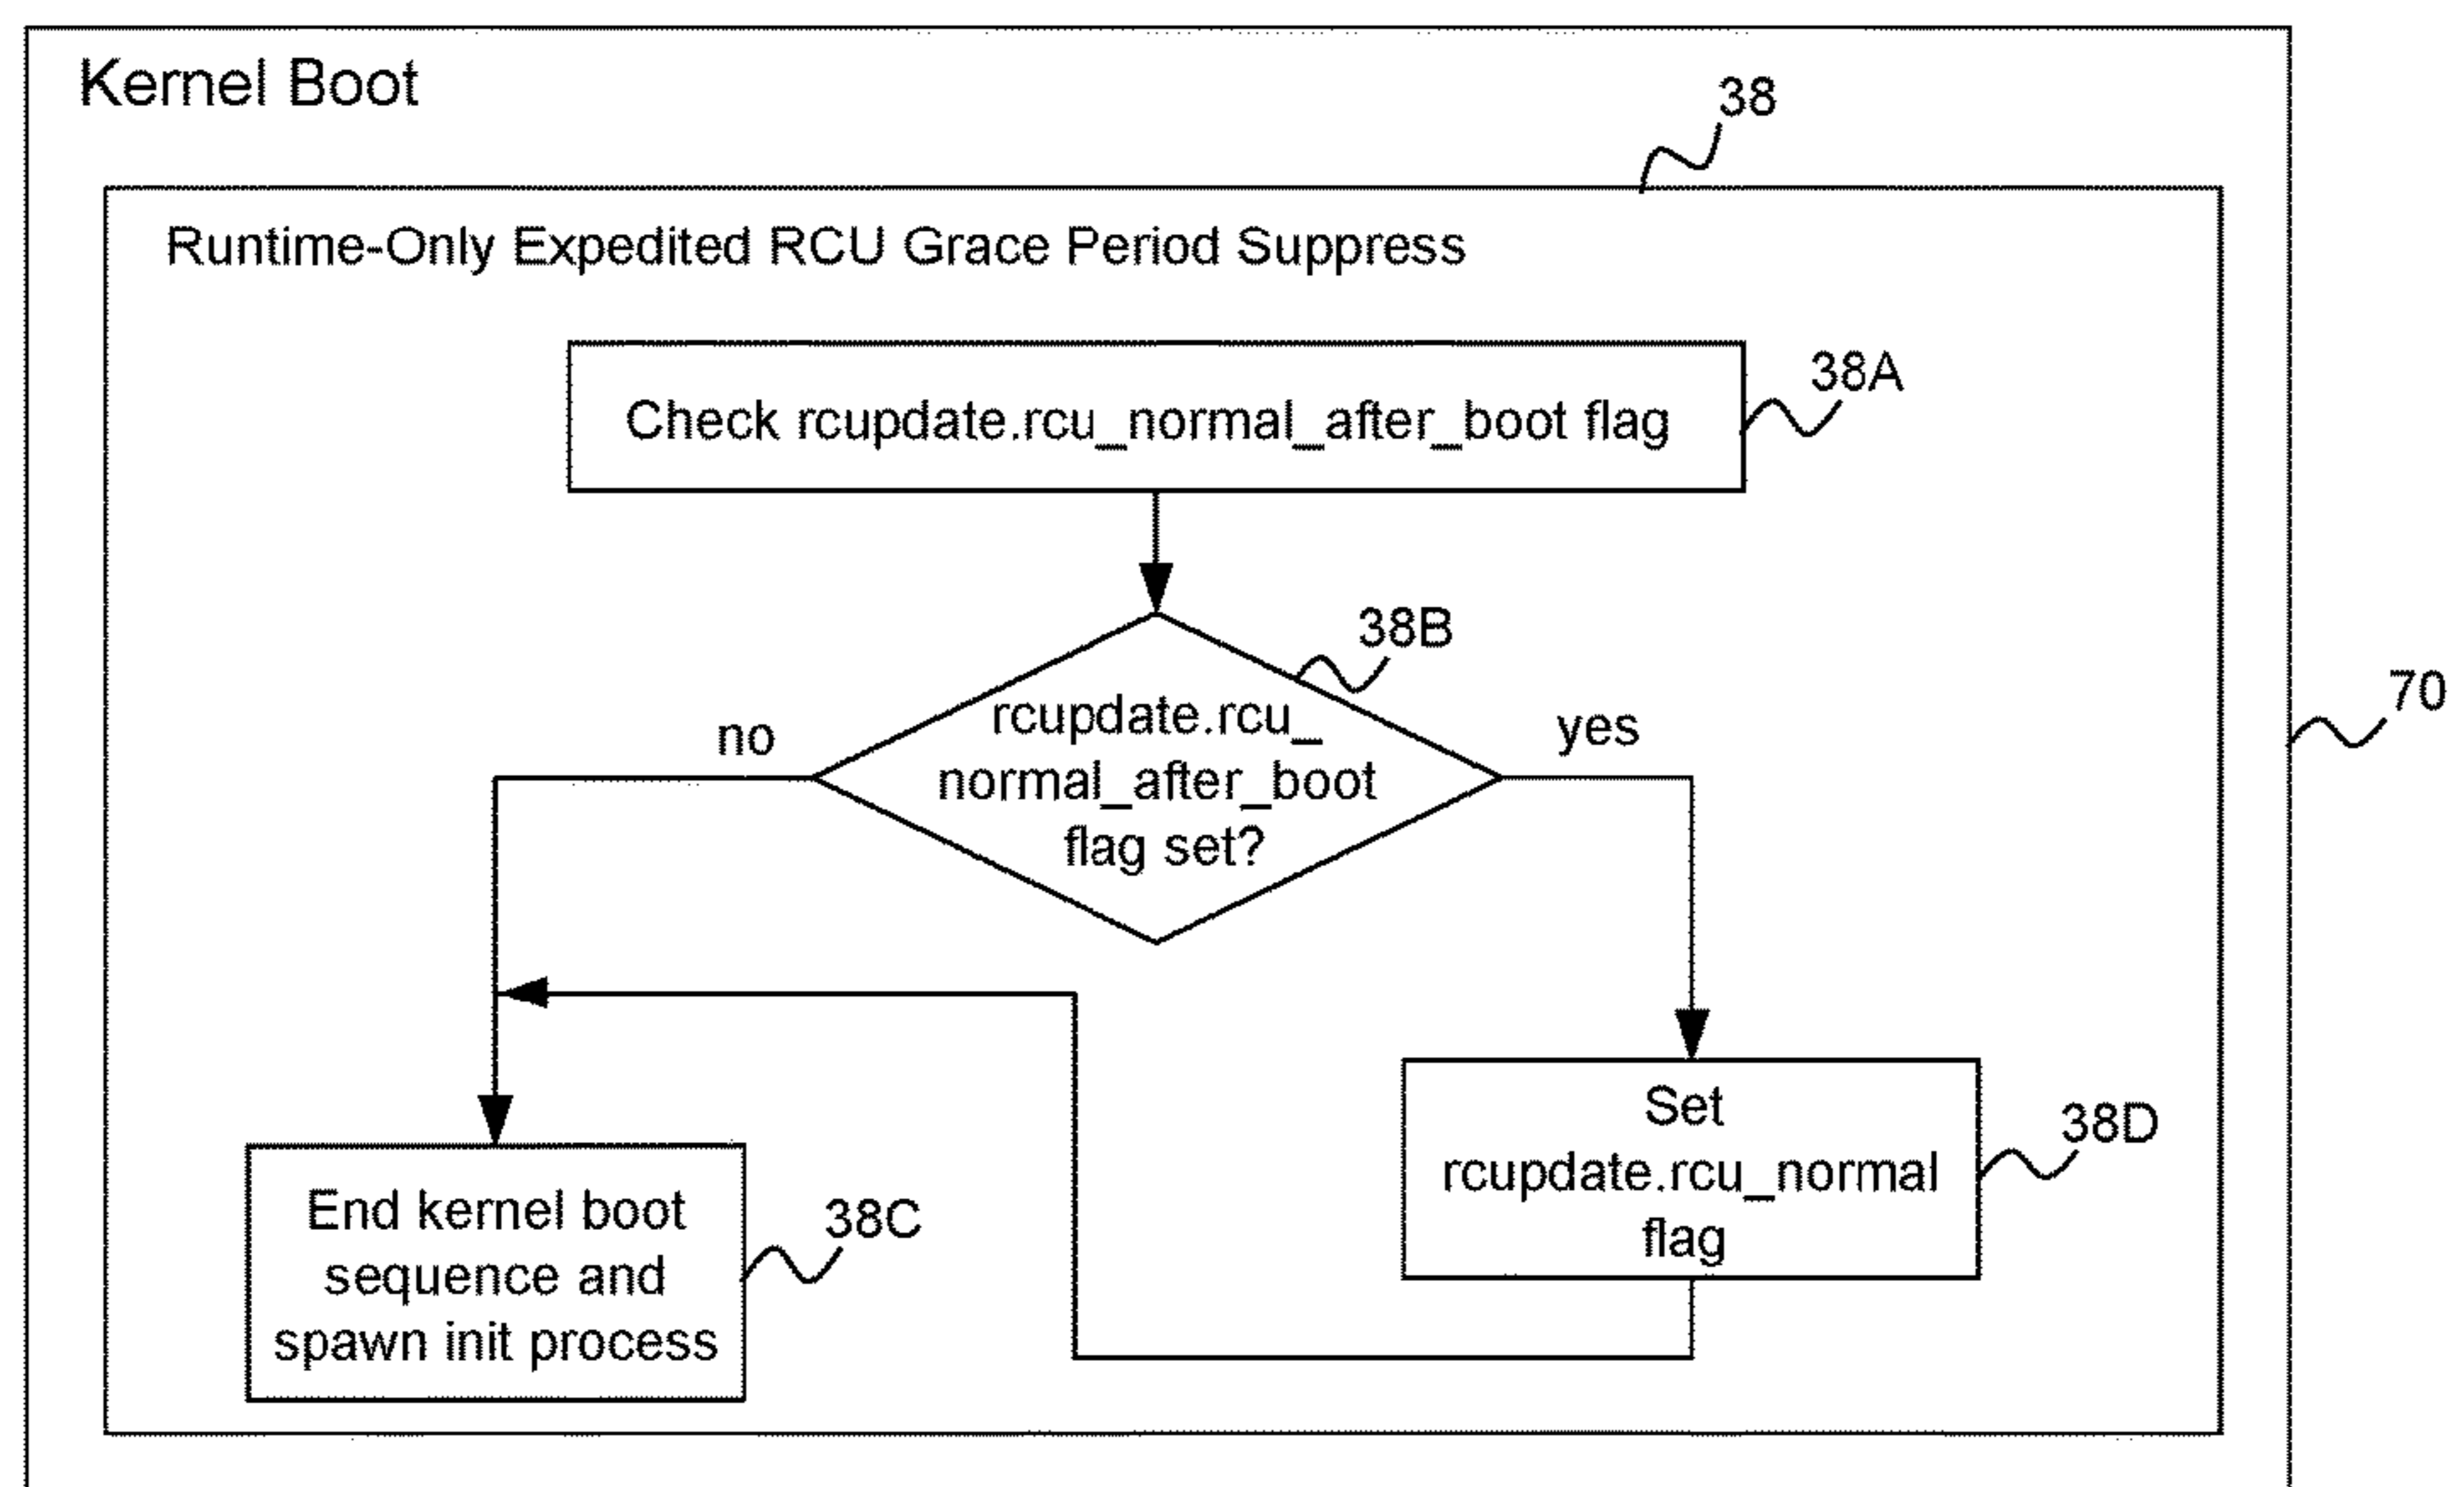 Kernel Boot
38
Runtime-Only Expedited RCU Grace Period Suppress
38A
Check rcupdate.rcu_normal_after_boot flag
38B
70
no
rcupdate.rcu_
yes
normal_after_boot
flag set?
Set
38D
rcupdate.rcu_normal
flag
End kernel boot
38C
sequence and
spawn init process